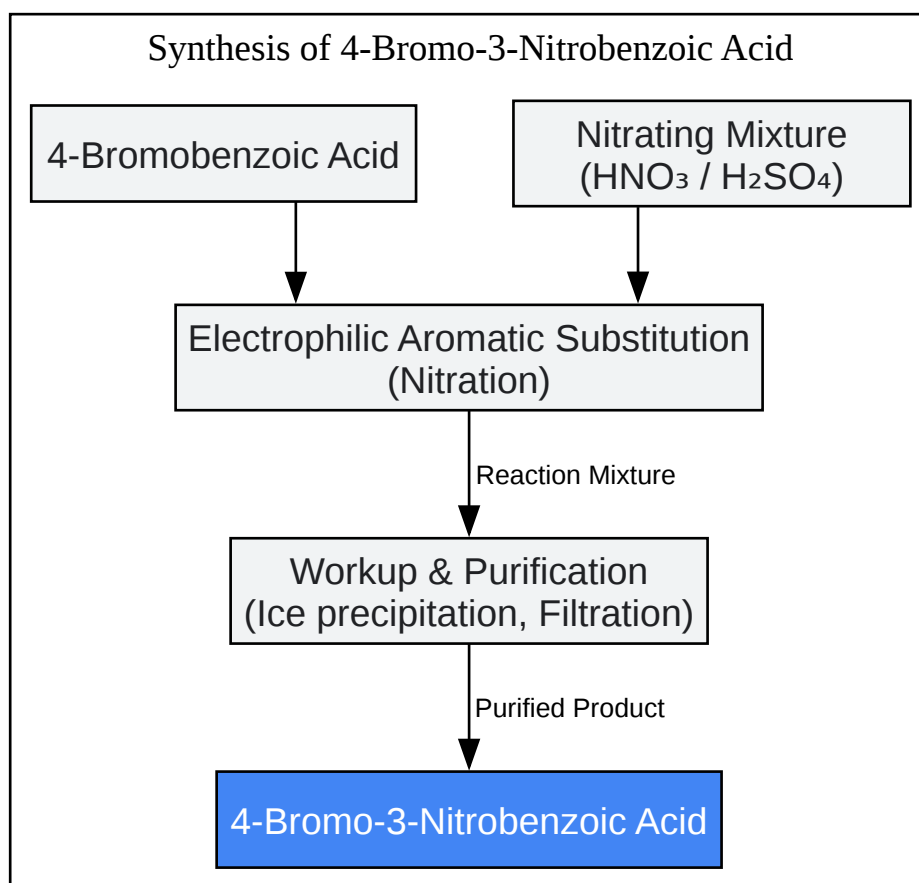 Synthesis of 4-Bromo-3-Nitrobenzoic Acid
4-Bromobenzoic Acid
Nitrating Mixture
(HNO₃ / H₂SO₄)
Electrophilic Aromatic Substitution
(Nitration)
Reaction Mixture
Workup & Purification
(Ice precipitation, Filtration)
Purified Product
4-Bromo-3-Nitrobenzoic Acid